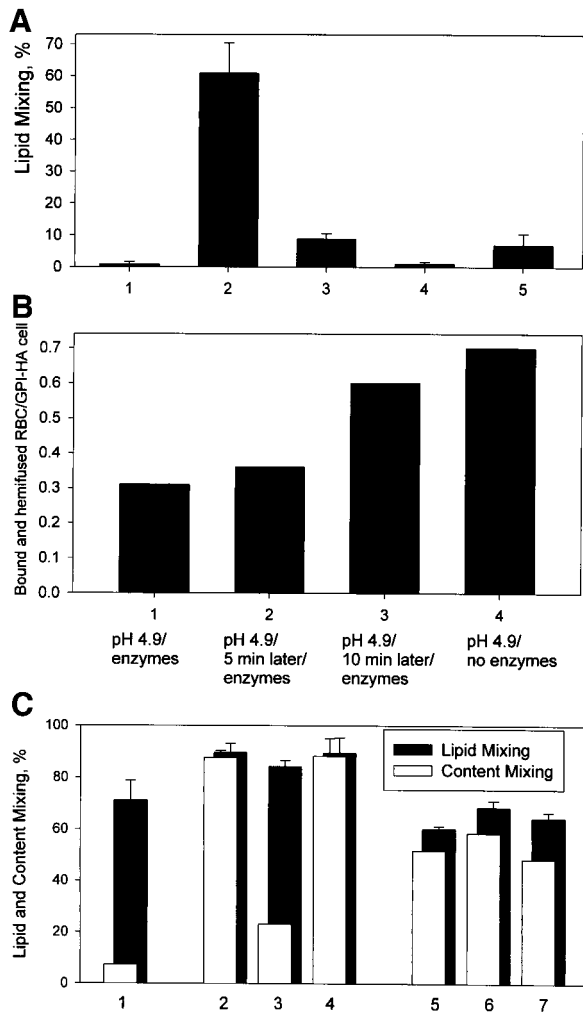 A
Lipid Mixing, %
70
60
50
40
30
20
10
0
1 2 3 4 5
B
Bound and hemifused RBC/GPI-HA cell
0.7
0.6
0.5
0.4
0.3
0.2
0.1
0.0
1 2 3 4
pH 4.9/ pH 4.9/ pH 4.9/ pH 4.9/
enzymes 5 min later/ 10 min later/ no enzymes
enzymes enzymes
C
Lipid and Content Mixing, %
100
80
60
40
20
0
Lipid Mixing
Content Mixing
1 2 3 4 5 6 7